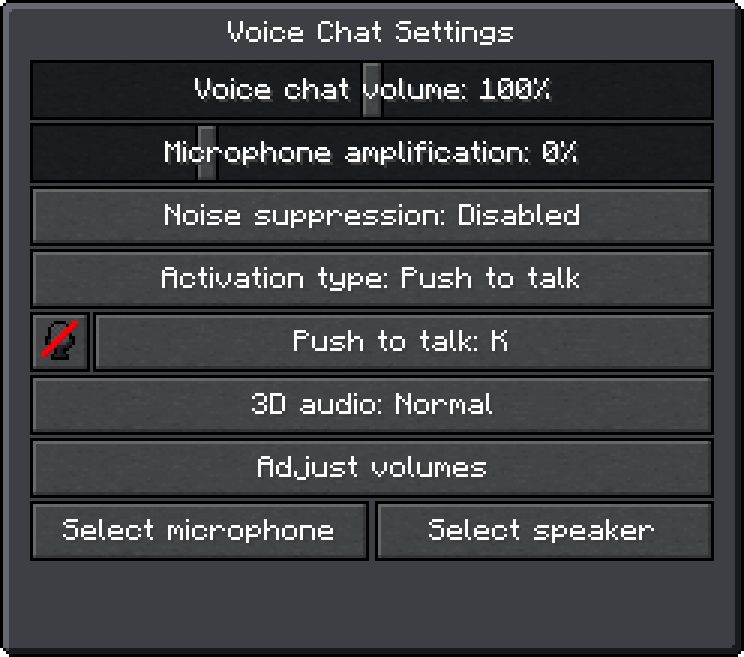 Voice Chat Settings
Voice chat volume: 100%
Microphone amplification: 0%
Noise suppression: Disabled
Activation type: Push to talk
Push to talk: K
3D audio: Normal
Adjust volumes
Select microphone
Select speaker